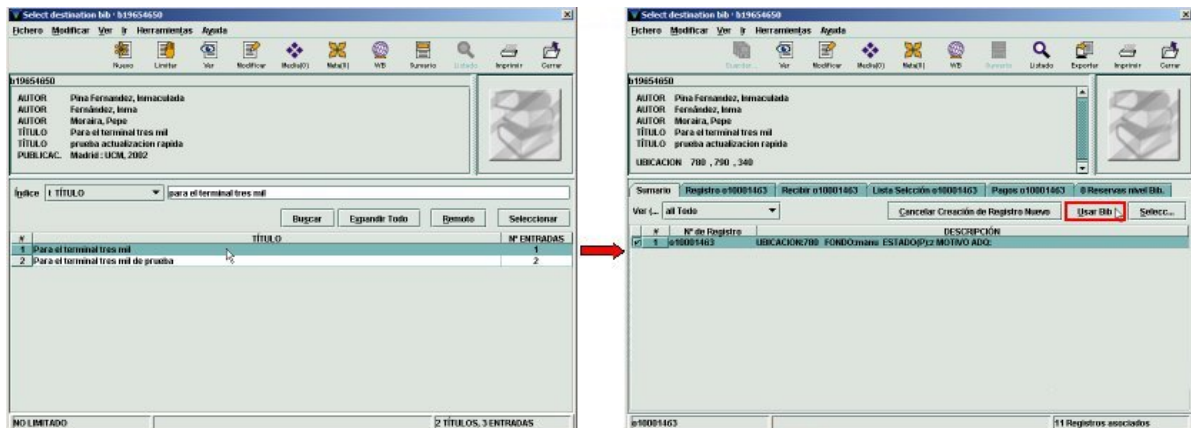 Select destination bib · b19654650
Fichero Modificar Ver Ir Herramientas Ayuda
Nuevo Limitar Ver Modificar Media(0) Nota(1) WB Sumario Listado Imprimir Cerrar
b19654650
AUTOR Pina Fernandez, Inmaculada
AUTOR Fernández, Inma
AUTOR Moraira, Pepe
TÍTULO Para el terminal tres mil
TÍTULO prueba actualizacion rapida
PUBLICAC. Madrid : UCM, 2002
Índice t TÍTULO para el terminal tres mil
Buscar Expandir Todo Remoto Seleccionar
N TÍTULO Nº ENTRADAS
1 Para el terminal tres mil 1
2 Para el terminal tres mil de prueba 2
NO LIMITADO 2 TÍTULOS, 3 ENTRADAS
Select destination bib · b19654650
Fichero Modificar Ver Ir Herramientas Ayuda
Guardar... Ver Modificar Media(0) WB Sumario Listado Exportar Imprimir Cerrar
b19654650
AUTOR Pina Fernandez, Inmaculada
AUTOR Fernández, Inma
AUTOR Moraira, Pepe
TÍTULO Para el terminal tres mil
TÍTULO prueba actualizacion rapida
UBICACION 780 , 790 , 340
Sumario Registro o10001463 Recibir o10001463 Lista Selección o10001463 Pagos o10001463 0 Reservas nivel Bib.
Ver (... all Todo Cancelar Creación de Registro Nuevo Usar Bib Selecc...
N Nº de Registro DESCRIPCIÓN
1 o10001463 UBICACION:780 FONDO:manu ESTADO(P):z MOTIVO ADQ:
o10001463 11 Registros asociados